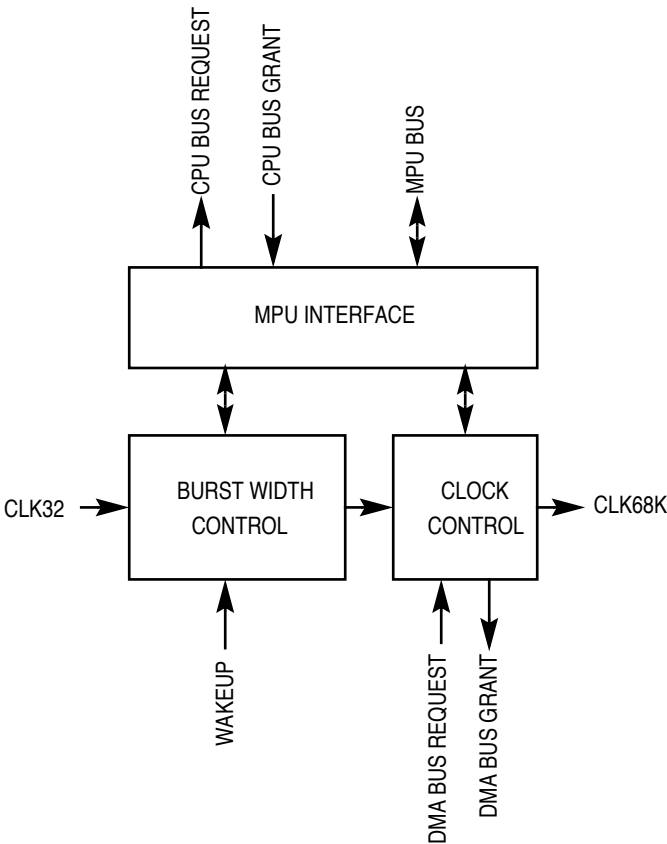 CPU BUS REQUEST
CPU BUS GRANT
MPU BUS
MPU INTERFACE
CLK32
BURST WIDTH
CONTROL
CLOCK
CONTROL
CLK68K
WAKEUP
DMA BUS REQUEST
DMA BUS GRANT